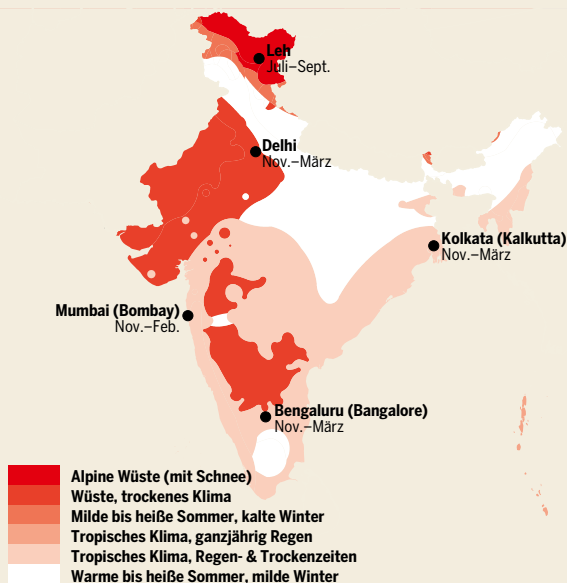 Leh
Juli–Sept.
Delhi
Nov.–März
Kolkata (Kalkutta)
Nov.–März
Mumbai (Bombay)
Nov.–Feb.
Bengaluru (Bangalore)
Nov.–März
Alpine Wüste (mit Schnee)
Wüste, trockenes Klima
Milde bis heiße Sommer, kalte Winter
Tropisches Klima, ganzjährig Regen
Tropisches Klima, Regen- & Trockenzeiten
Warme bis heiße Sommer, milde Winter